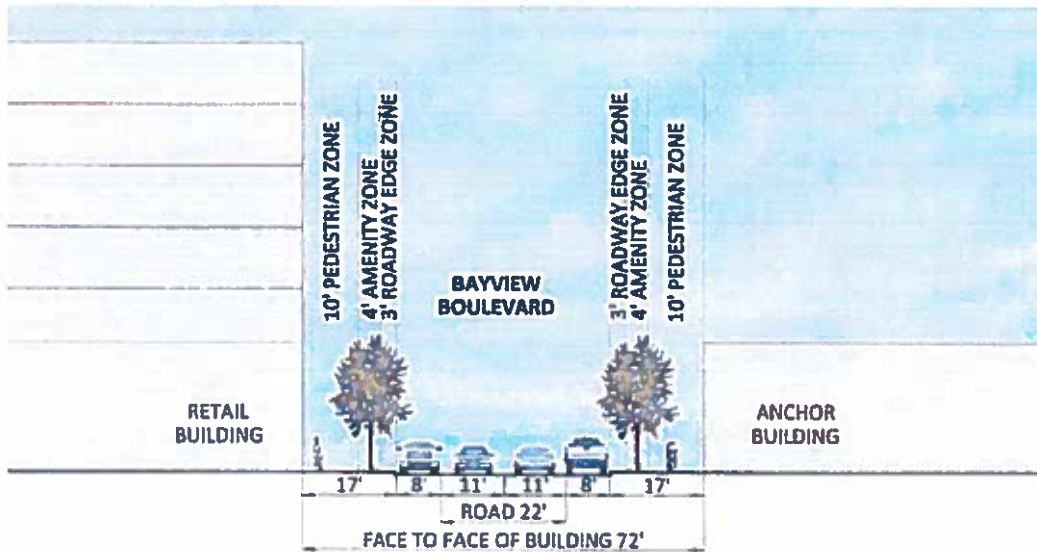 10' PEDESTRIAN ZONE
4' AMENITY ZONE
3' ROADWAY EDGE ZONE
BAYVIEW
BOULEVARD
3' ROADWAY EDGE ZONE
4' AMENITY ZONE
10' PEDESTRIAN ZONE
RETAIL
BUILDING
ANCHOR
BUILDING
17' 8' 11' 11' 8' 17'
ROAD 22'
FACE TO FACE OF BUILDING 72'